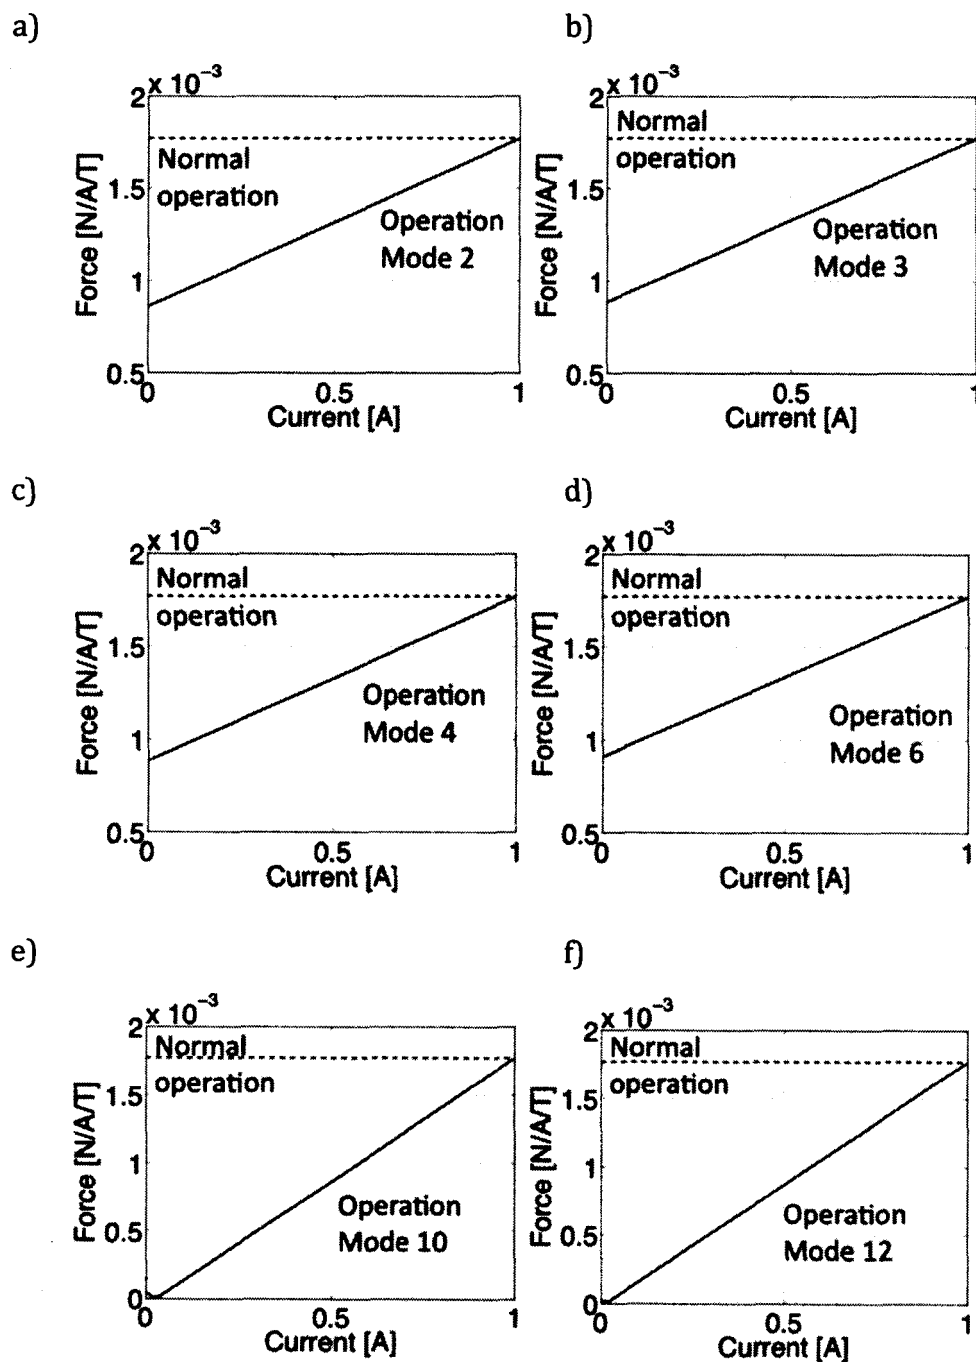 a)
2 x 10⁻³
Normal
operation
Operation
Mode 2
Force [N/A/T]
1.5
1
0.5
0
0.5
1
Current [A]
b)
2 x 10⁻³
Normal
operation
Operation
Mode 3
Force [N/A/T]
1.5
1
0.5
0
0.5
1
Current [A]
c)
2 x 10⁻³
Normal
operation
Operation
Mode 4
Force [N/A/T]
1.5
1
0.5
0
0.5
1
Current [A]
d)
2 x 10⁻³
Normal
operation
Operation
Mode 6
Force [N/A/T]
1.5
1
0.5
0
0.5
1
Current [A]
e)
2 x 10⁻³
Normal
operation
Operation
Mode 10
Force [N/A/T]
1.5
1
0.5
0
0
0.5
1
Current [A]
f)
2 x 10⁻³
Normal
operation
Operation
Mode 12
Force [N/A/T]
1.5
1
0.5
0
0
0.5
1
Current [A]